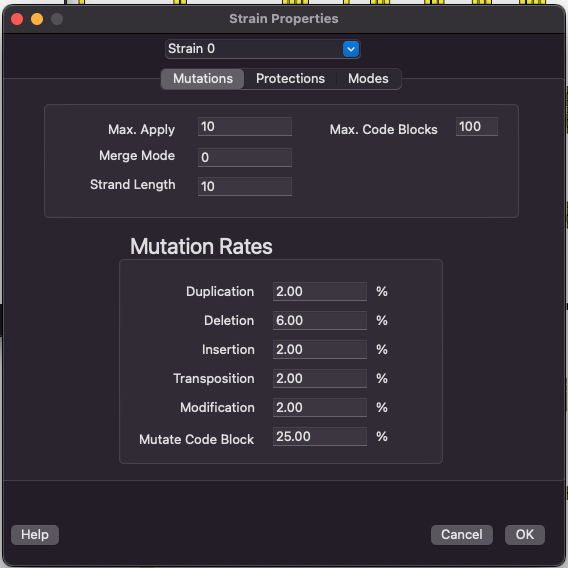 Strain Properties
Strain 0
Mutations Protections Modes
Max. Apply 10 Max. Code Blocks 100
Merge Mode 0
Strand Length 10
Mutation Rates
Duplication 2.00 %
Deletion 6.00 %
Insertion 2.00 %
Transposition 2.00 %
Modification 2.00 %
Mutate Code Block 25.00 %
Help Cancel OK